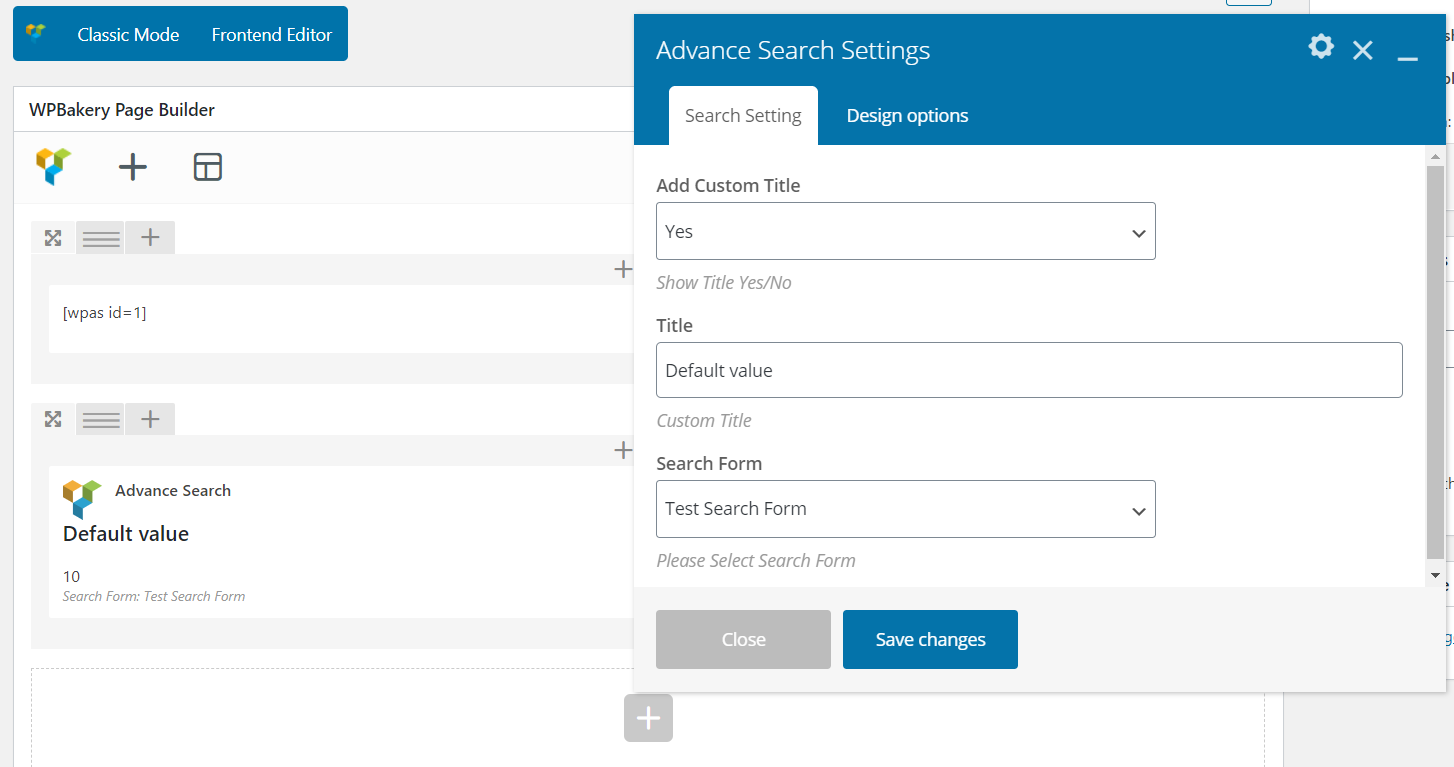 Classic Mode
Frontend Editor
WPBakery Page Builder
[wpas id=1]
Advance Search
Default value
10
Search Form: Test Search Form
Advance Search Settings
Search Setting
Design options
Add Custom Title
Yes
Show Title Yes/No
Title
Default value
Custom Title
Search Form
Test Search Form
Please Select Search Form
Close
Save changes